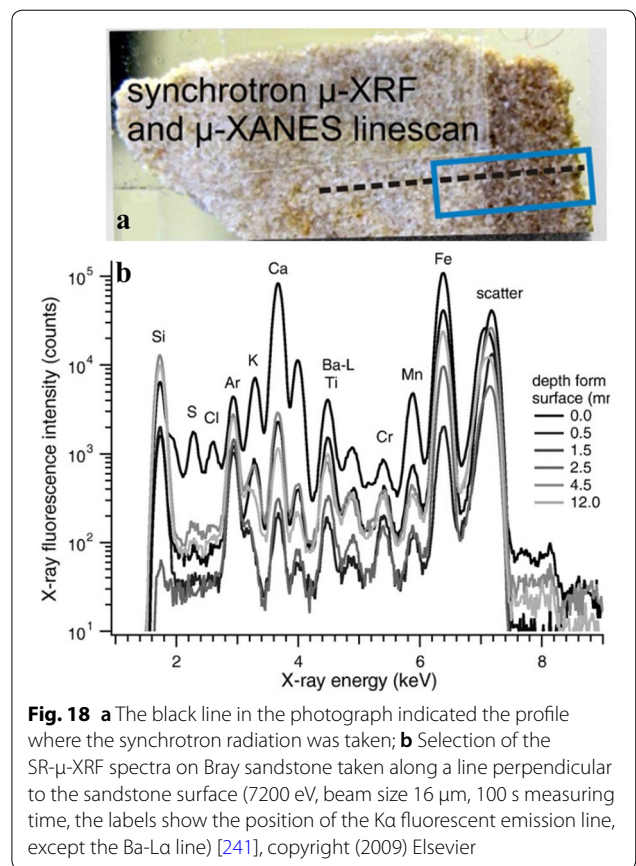 synchrotron μ-XRF
and μ-XANES linescan
a
b
X-ray fluorescence intensity (counts)
10⁵
10⁴
10³
10²
10¹
Si
S
Cl
Ar
K
Ca
Ba-L
Ti
Cr
Mn
Fe
scatter
depth form
surface (mr
0.0
0.5
1.5
2.5
4.5
12.0
2
4
6
8
X-ray energy (keV)
Fig. 18 a The black line in the photograph indicated the profile
where the synchrotron radiation was taken; b Selection of the
SR-μ-XRF spectra on Bray sandstone taken along a line perpendicular
to the sandstone surface (7200 eV, beam size 16 μm, 100 s measuring
time, the labels show the position of the Kα fluorescent emission line,
except the Ba-Lα line) [241], copyright (2009) Elsevier